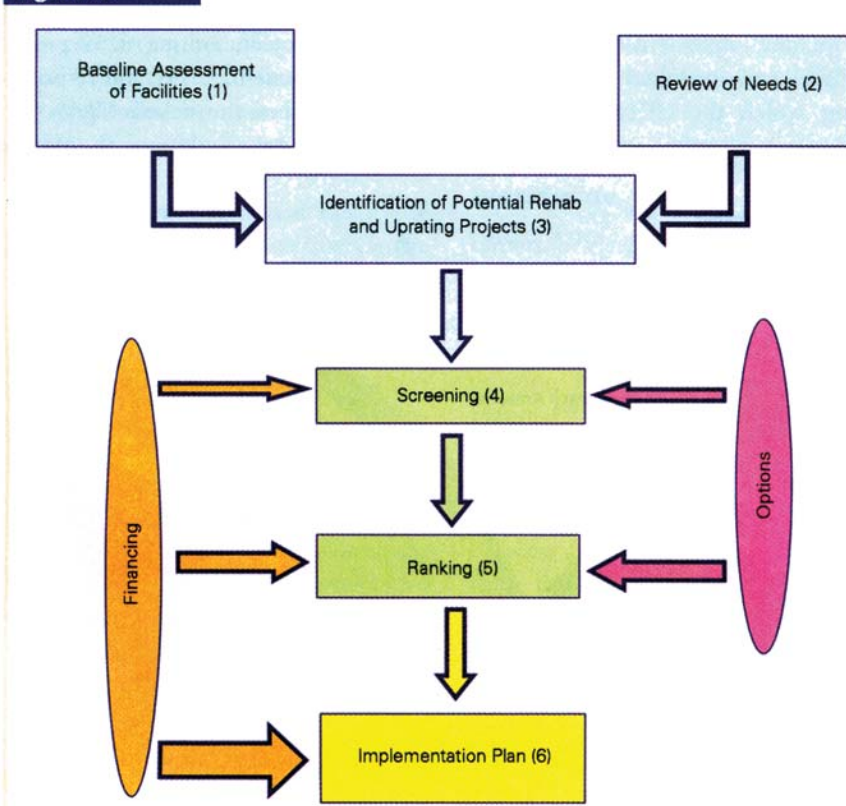 Baseline Assessment
of Facilities (1)
Review of Needs (2)
Identification of Potential Rehab
and Uprating Projects (3)
Screening (4)
Ranking (5)
Implementation Plan (6)
Financing
Options